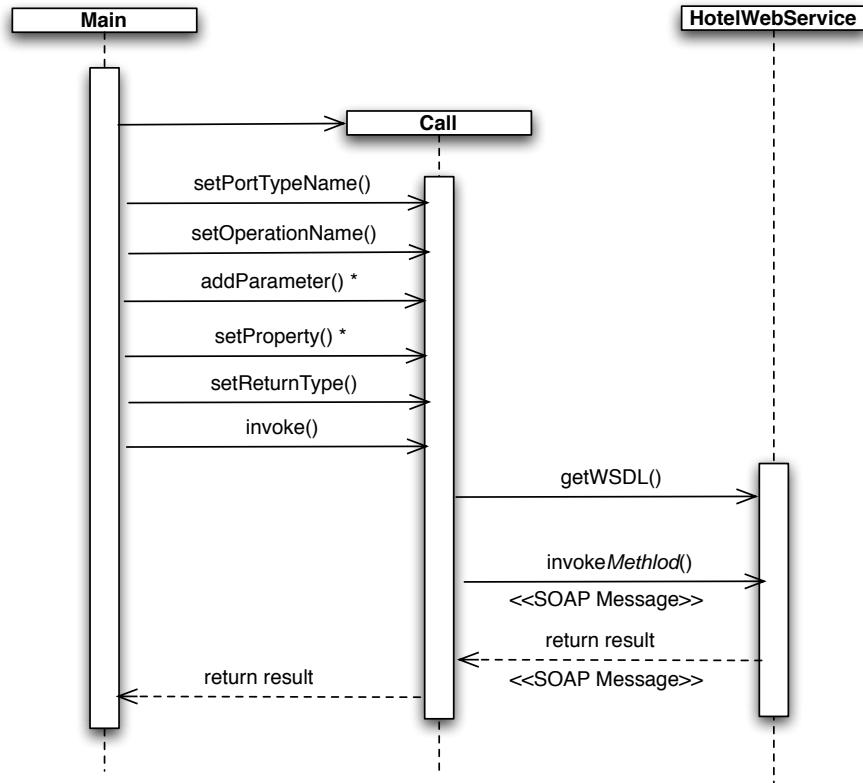 Main
HotelWebService
Call
setPortTypeName()
setOperationName()
addParameter() *
setProperty() *
setReturnType()
invoke()
getWSDL()
invokeMethlod()
<<SOAP Message>>
return result
<<SOAP Message>>
return result